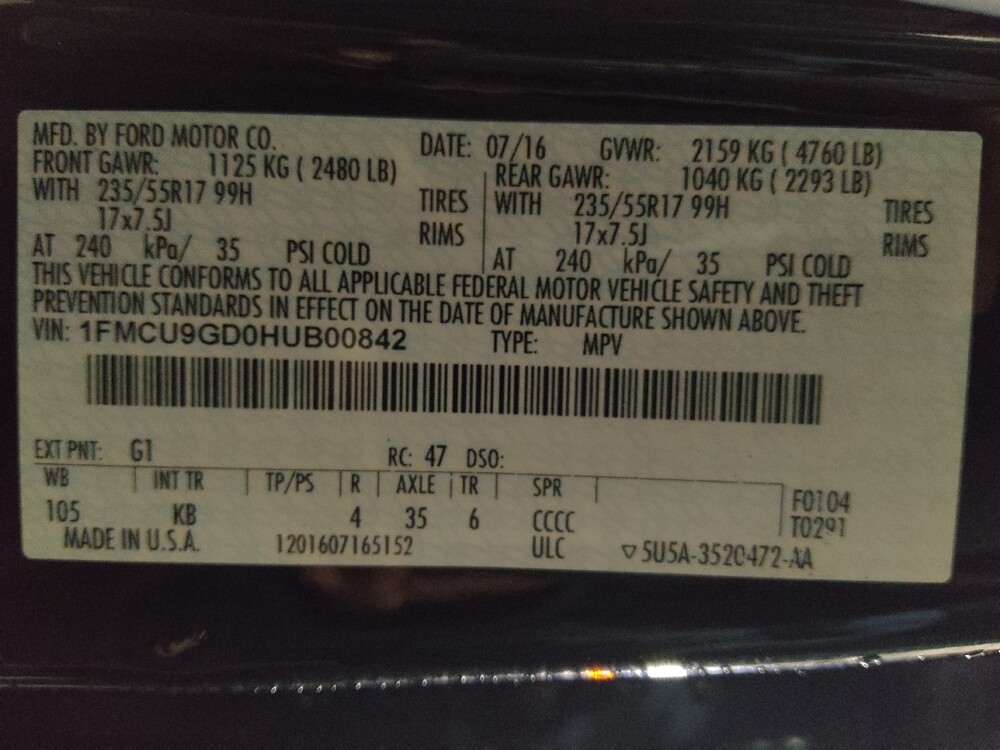 MFD. BY FORD MOTOR CO. DATE: 07/16 GVWR: 2159 KG ( 4760 LB)
FRONT GAWR: 1125 KG ( 2480 LB) REAR GAWR: 1040 KG ( 2293 LB)
WITH 235/55R17 99H TIRES WITH 235/55R17 99H TIRES
17x7.5J RIMS 17x7.5J RIMS
AT 240 kPa/ 35 PSI COLD AT 240 kPa/ 35 PSI COLD
THIS VEHICLE CONFORMS TO ALL APPLICABLE FEDERAL MOTOR VEHICLE SAFETY AND THEFT
PREVENTION STANDARDS IN EFFECT ON THE DATE OF MANUFACTURE SHOWN ABOVE.
VIN: 1FMCU9GD0HUB00842 TYPE: MPV
EXT PNT: G1 RC: 47 DSO:
WB INT TR TP/PS R AXLE TR SPR
105 KB 4 35 6 CCCC F0104
T0291
MADE IN U.S.A. 1201607165152 ULC ▽5U5A-3520472-AA